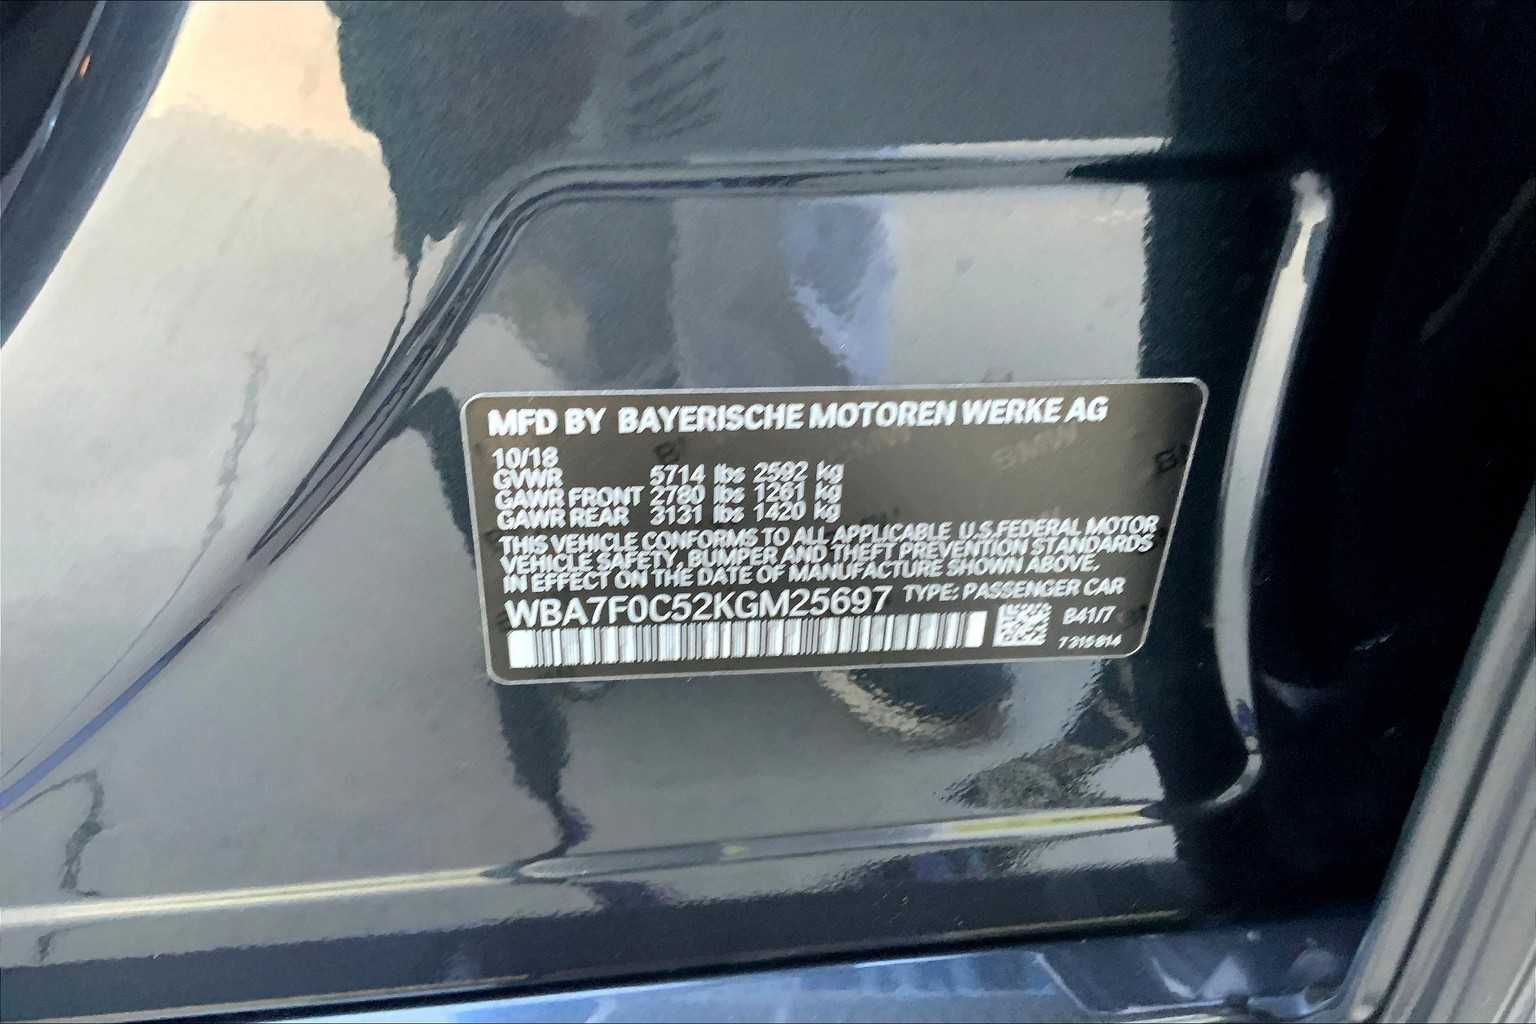 MFD BY BAYERISCHE MOTOREN WERKE AG
10/18
GVWR 5714 lbs 2592 kg
GAWR FRONT 2780 lbs 1261 kg
GAWR REAR 3131 lbs 1420 kg
THIS VEHICLE CONFORMS TO ALL APPLICABLE U.S.FEDERAL MOTOR
VEHICLE SAFETY, BUMPER AND THEFT PREVENTION STANDARDS
IN EFFECT ON THE DATE OF MANUFACTURE SHOWN ABOVE.
WBA7F0C52KGM25697 TYPE: PASSENGER CAR
B41/7
7315814